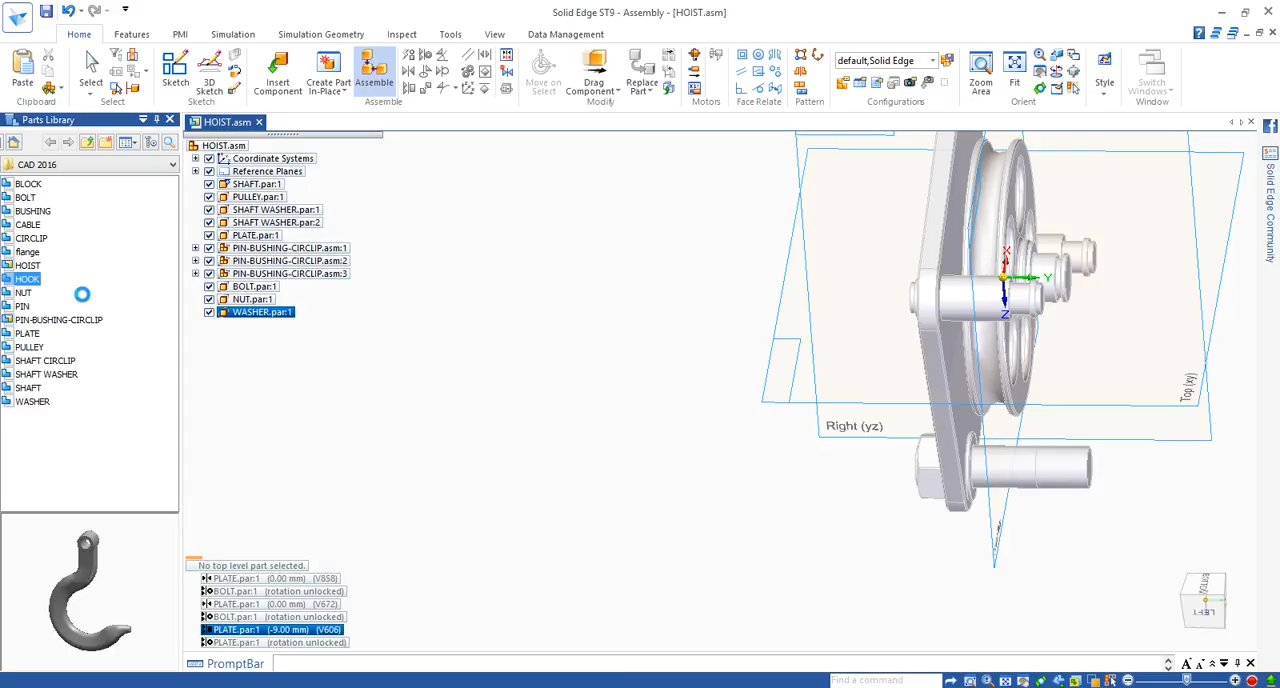 Solid Edge ST9 - Assembly - [HOIST.asm]
Home Features PMI Simulation Simulation Geometry Inspect Tools View Data Management
Paste
Clipboard
Select
Select
Sketch
3D Sketch
Sketch
Insert Component
Create Part In-Place
Assemble
Assemble
Move on Select
Drag Component
Replace Part
Modify
Motors
Face Relate
Pattern
default,Solid Edge
Configurations
Zoom Area
Fit
Orient
Style
Switch Windows
Window
Parts Library
HOIST.asm
CAD 2016
BLOCK
BOLT
BUSHING
CABLE
CIRCLIP
flange
HOIST
HOOK
NUT
PIN
PIN-BUSHING-CIRCLIP
PLATE
PULLEY
SHAFT CIRCLIP
SHAFT WASHER
SHAFT
WASHER
HOIST.asm
Coordinate Systems
Reference Planes
SHAFT.par:1
PULLEY.par:1
SHAFT WASHER.par:1
SHAFT WASHER.par:2
PLATE.par:1
PIN-BUSHING-CIRCLIP.asm:1
PIN-BUSHING-CIRCLIP.asm:2
PIN-BUSHING-CIRCLIP.asm:3
BOLT.par:1
NUT.par:1
WASHER.par:1
No top level part selected.
PLATE.par:1 (0.00 mm) (V858)
BOLT.par:1 (rotation unlocked)
PLATE.par:1 (0.00 mm) (V672)
BOLT.par:1 (rotation unlocked)
PLATE.par:1 (-9.00 mm) (V606)
PLATE.par:1 (rotation unlocked)
X
Y
Z
Top (xy)
Right (yz)
LEFT
Solid Edge Community
PromptBar
Find a command